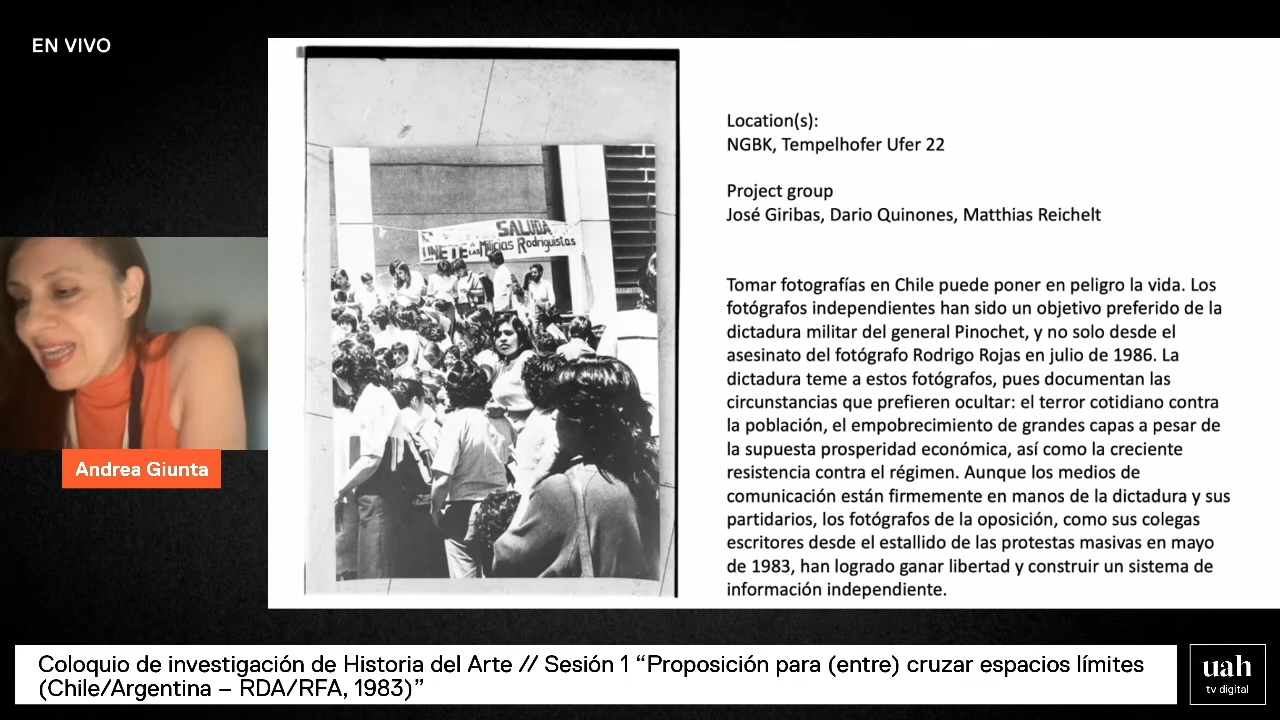 EN VIVO
Location(s):
NGBK, Tempelhofer Ufer 22
Project group
José Giribas, Dario Quinones, Matthias Reichelt
SALUDA
UNETE A LAS Milicias Rodriguistas
Tomar fotografías en Chile puede poner en peligro la vida. Los
fotógrafos independientes han sido un objetivo preferido de la
dictadura militar del general Pinochet, y no solo desde el
asesinato del fotógrafo Rodrigo Rojas en julio de 1986. La
dictadura teme a estos fotógrafos, pues documentan las
circunstancias que prefieren ocultar: el terror cotidiano contra
la población, el empobrecimiento de grandes capas a pesar de
la supuesta prosperidad económica, así como la creciente
resistencia contra el régimen. Aunque los medios de
comunicación están firmemente en manos de la dictadura y sus
partidarios, los fotógrafos de la oposición, como sus colegas
escritores desde el estallido de las protestas masivas en mayo
de 1983, han logrado ganar libertad y construir un sistema de
información independiente.
Andrea Giunta
Coloquio de investigación de Historia del Arte // Sesión 1 “Proposición para (entre) cruzar espacios límites
(Chile/Argentina – RDA/RFA, 1983)”
uah
tv digital